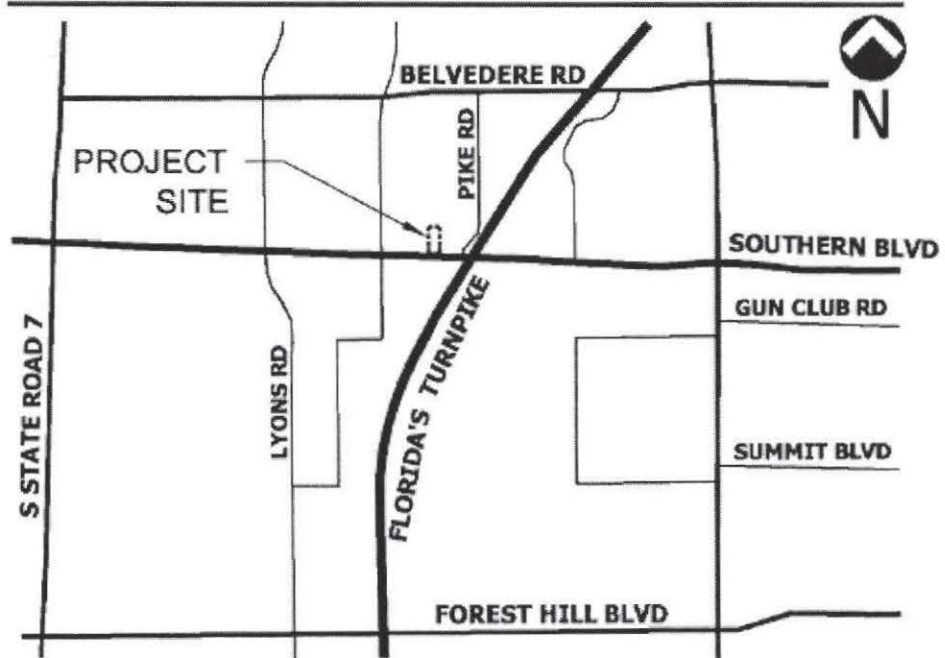 BELVEDERE RD
N
PIKE RD
PROJECT
SITE
SOUTHERN BLVD
GUN CLUB RD
FLORIDA'S TURNPIKE
LYONS RD
S STATE ROAD 7
SUMMIT BLVD
FOREST HILL BLVD